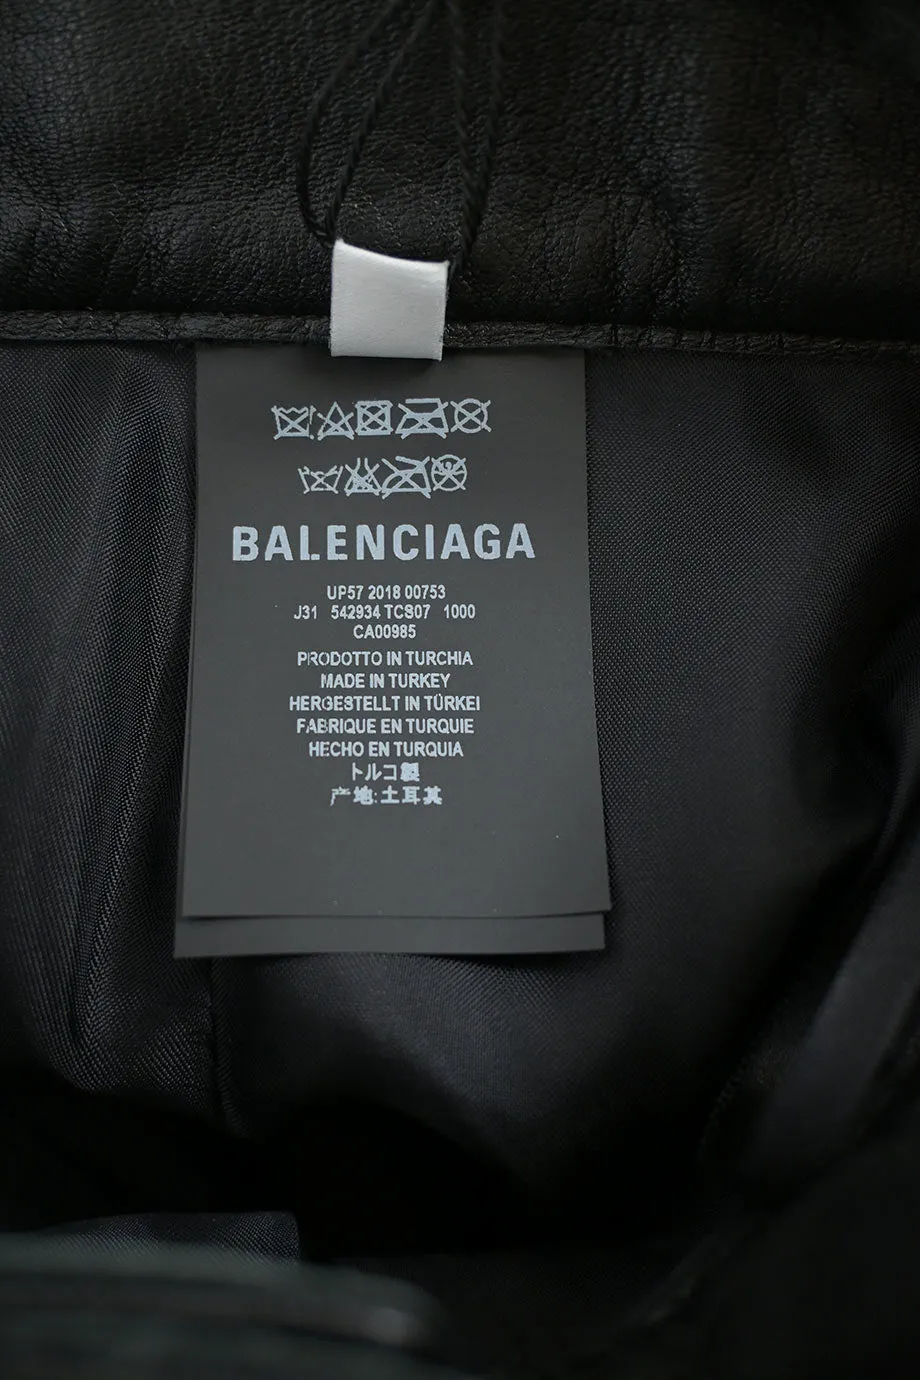 BALENCIAGA
UP57 2018 00753
J31 542934 TCS07 1000
CA00985
PRODOTTO IN TURCHIA
MADE IN TURKEY
HERGESTELLT IN TÜRKEI
FABRIQUE EN TURQUIE
HECHO EN TURQUIA
トルコ製
产地:土耳其